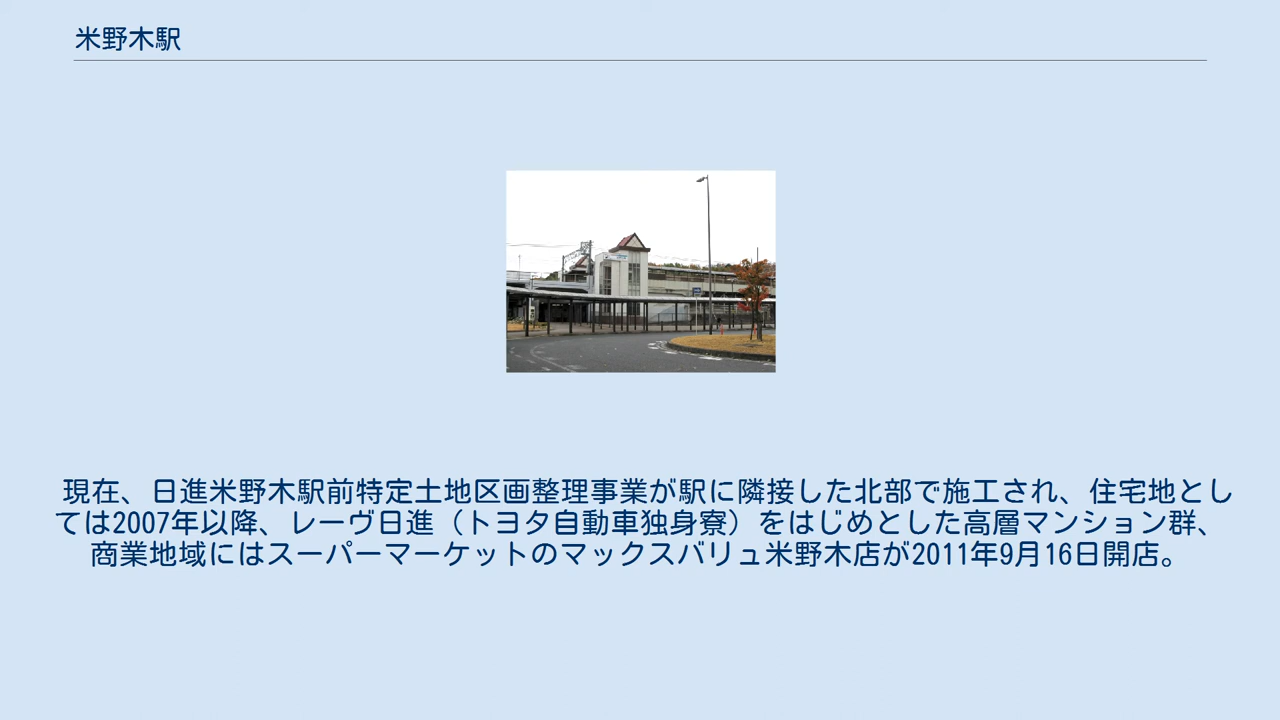 米野木駅
現在、日進米野木駅前特定土地区画整理事業が駅に隣接した北部で施工され、住宅地とし
ては2007年以降、レーヴ日進（トヨタ自動車独身寮）をはじめとした高層マンション群、
商業地域にはスーパーマーケットのマックスバリュ米野木店が2011年9月16日開店。